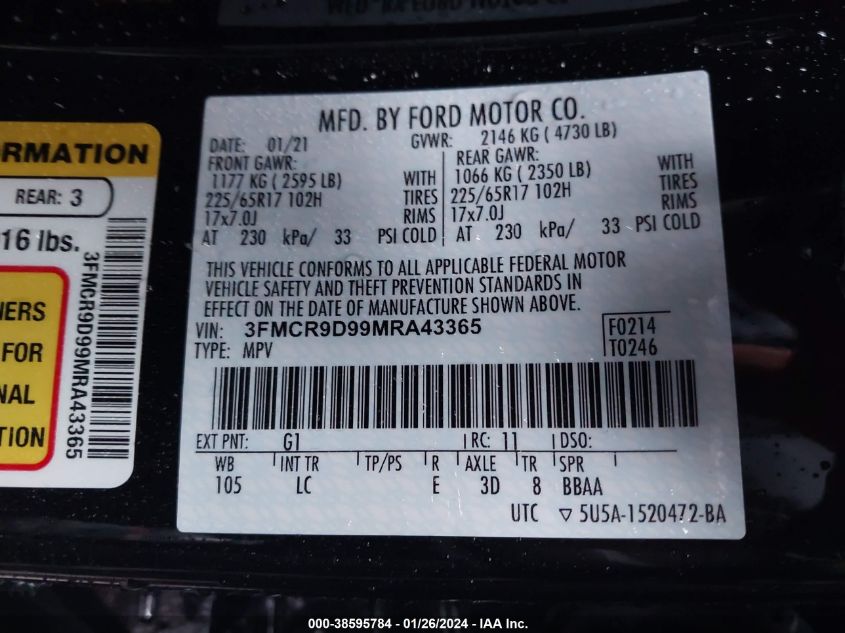 MFD. BY FORD MOTOR CO.
DATE: 01/21 GVWR: 2146 KG ( 4730 LB)
FRONT GAWR: REAR GAWR:
1177 KG ( 2595 LB) WITH 1066 KG ( 2350 LB) WITH
225/65R17 102H TIRES 225/65R17 102H TIRES
17x7.0J RIMS 17x7.0J RIMS
AT 230 kPa/ 33 PSI COLD AT 230 kPa/ 33 PSI COLD
THIS VEHICLE CONFORMS TO ALL APPLICABLE FEDERAL MOTOR
VEHICLE SAFETY AND THEFT PREVENTION STANDARDS IN
EFFECT ON THE DATE OF MANUFACTURE SHOWN ABOVE.
VIN: 3FMCR9D99MRA43365 F0214
TYPE: MPV T0246
EXT PNT: G1 RC: 11 DSO:
WB INT TR TP/PS R AXLE TR SPR
105 LC E 3D 8 BBAA
UTC ▽ 5U5A-1520472-BA
RMATION
REAR: 3
16 lbs.
3FMCR9D99MRA43365
NERS
FOR
NAL
TION
000-38595784 - 01/26/2024 - IAA Inc.